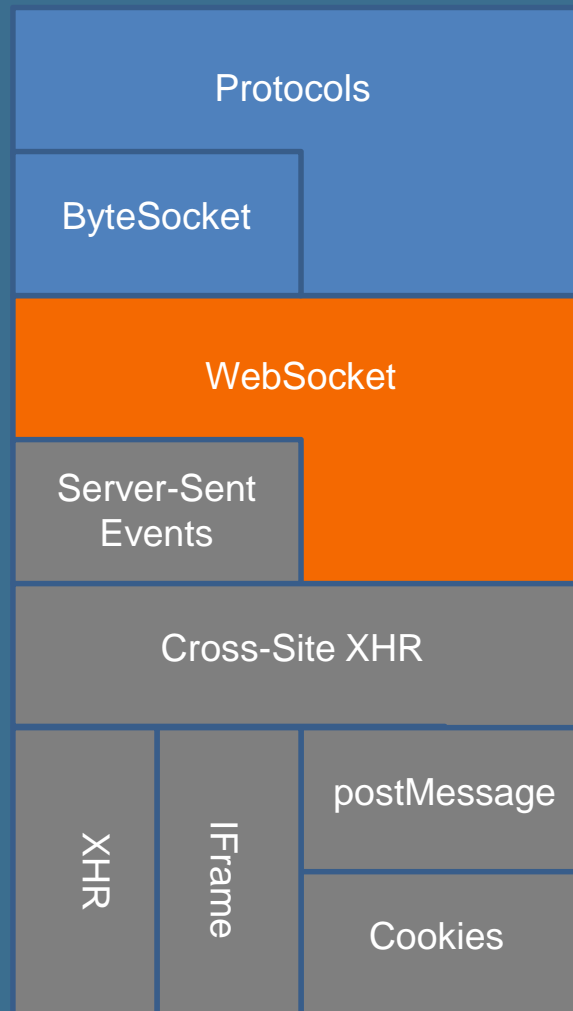 Protocols
ByteSocket
WebSocket
Server-Sent
Events
Cross-Site XHR
XHR
IFrame
postMessage
Cookies